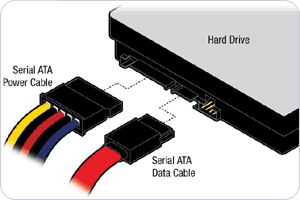 Hard Drive
Serial ATA
Power Cable
Serial ATA
Data Cable